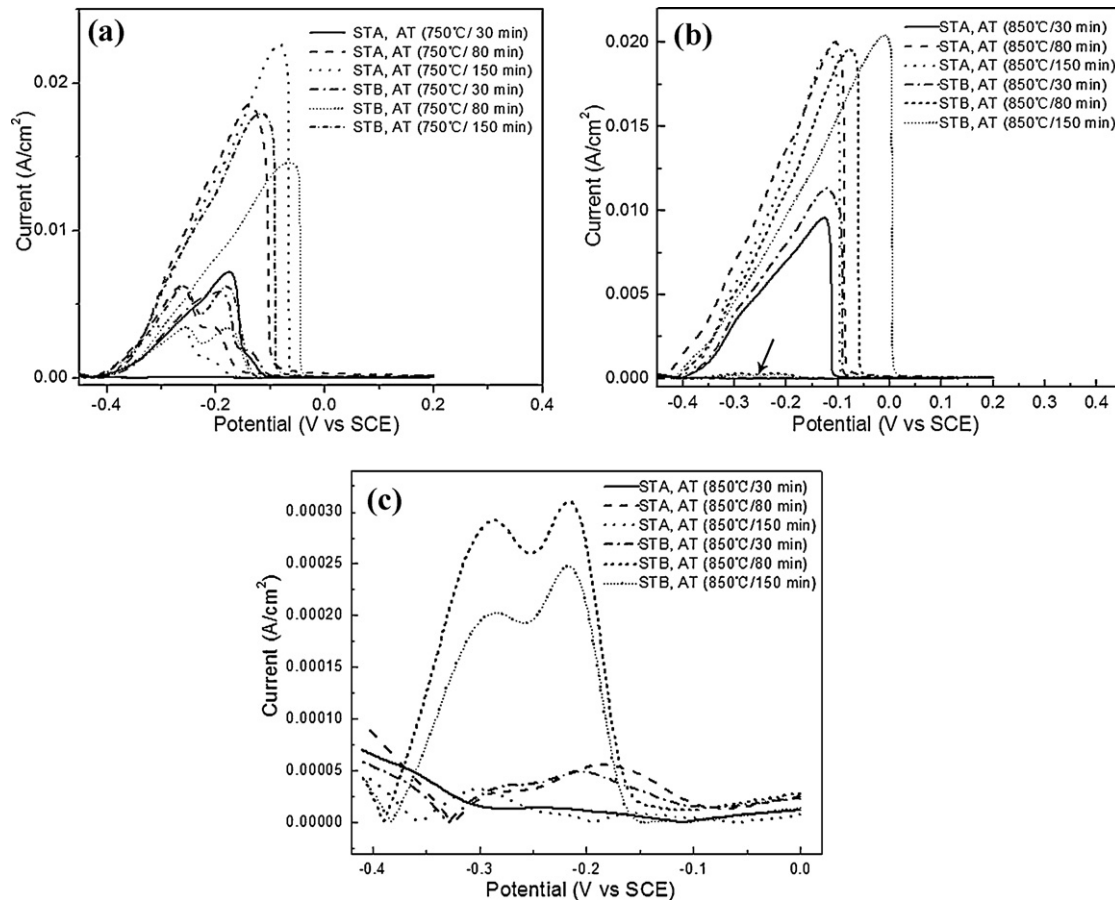 (a)
STA, AT (750℃/ 30 min)
STA, AT (750℃/ 80 min)
STA, AT (750℃/ 150 min)
STB, AT (750℃/ 30 min)
STB, AT (750℃/ 80 min)
STB, AT (750℃/ 150 min)
0.02
0.01
0.00
Current (A/cm²)
-0.4
-0.2
0.0
0.2
0.4
Potential (V vs SCE)
(b)
STA, AT (850℃/30 min)
STA, AT (850℃/80 min)
STA, AT (850℃/150 min)
STB, AT (850℃/30 min)
STB, AT (850℃/80 min)
STB, AT (850℃/150 min)
0.020
0.015
0.010
0.005
0.000
Current (A/cm²)
-0.4
-0.3
-0.2
-0.1
0.0
0.1
0.2
0.3
0.4
Potential (V vs SCE)
(c)
STA, AT (850℃/30 min)
STA, AT (850℃/80 min)
STA, AT (850℃/150 min)
STB, AT (850℃/30 min)
STB, AT (850℃/80 min)
STB, AT (850℃/150 min)
0.00030
0.00025
0.00020
0.00015
0.00010
0.00005
0.00000
Current (A/cm²)
-0.4
-0.3
-0.2
-0.1
0.0
Potential (V vs SCE)